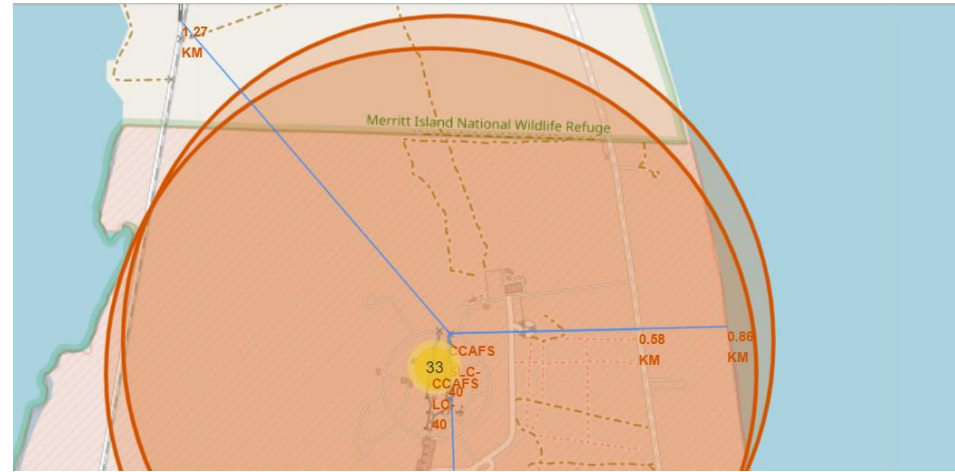 1.27
KM
Merritt Island National Wildlife Refuge
0.58
KM
0.86
KM
CCAFS
SLC-
40
33
CCAFS
LC-
40